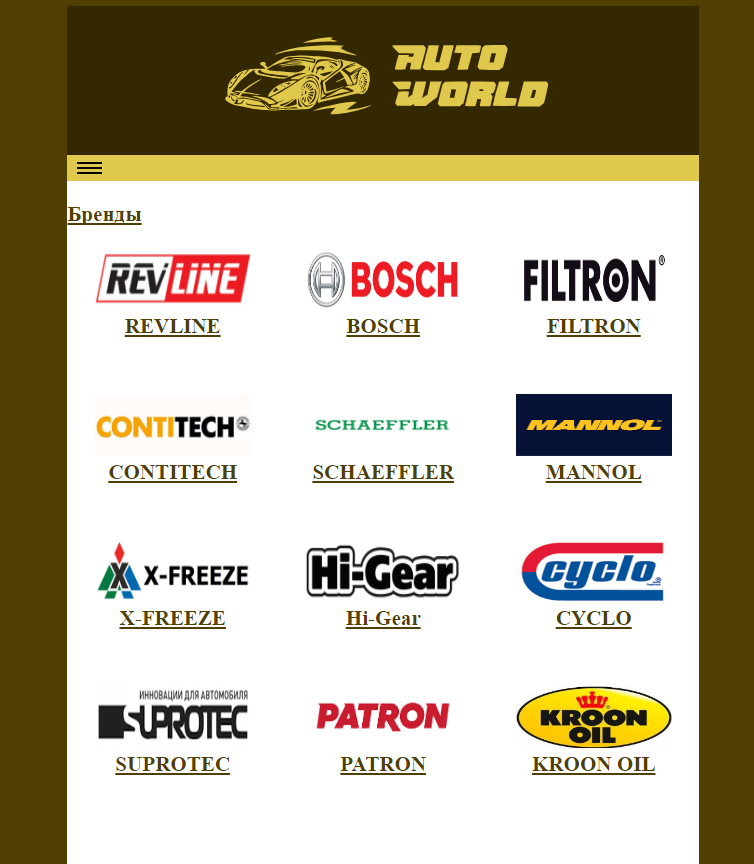 AUTO
WORLD
Бренды
REVLINE
BOSCH
FILTRON®
REVLINE
BOSCH
FILTRON
CONTITECH
SCHAEFFLER
MANNOL
CONTITECH
SCHAEFFLER
MANNOL
X-FREEZE
Hi-Gear
cyclo
X-FREEZE
Hi-Gear
CYCLO
ИННОВАЦИИ ДЛЯ АВТОМОБИЛЯ
SUPROTEC
PATRON
KROON
OIL
SUPROTEC
PATRON
KROON OIL